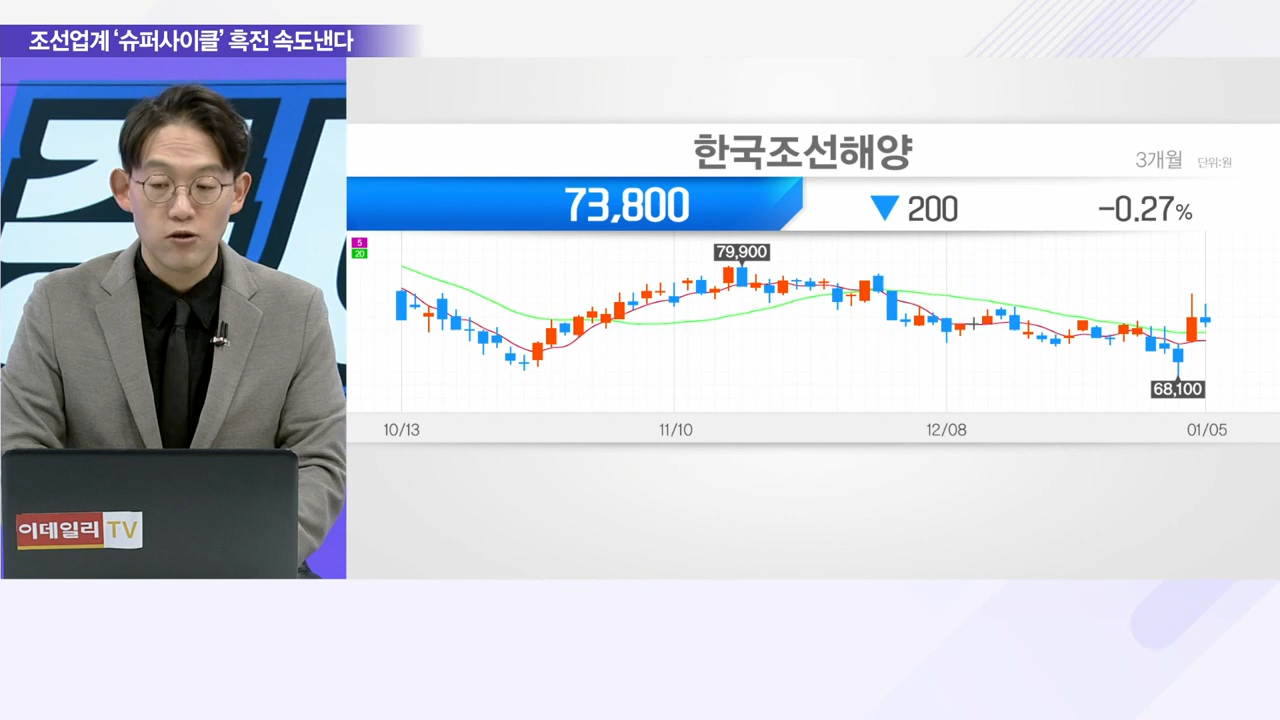 조선업계 ‘슈퍼사이클’ 흑전 속도낸다
한국조선해양
3개월 단위:원
73,800 ▼ 200 -0.27%
5
20
79,900
68,100
10/13 11/10 12/08 01/05
이데일리 TV